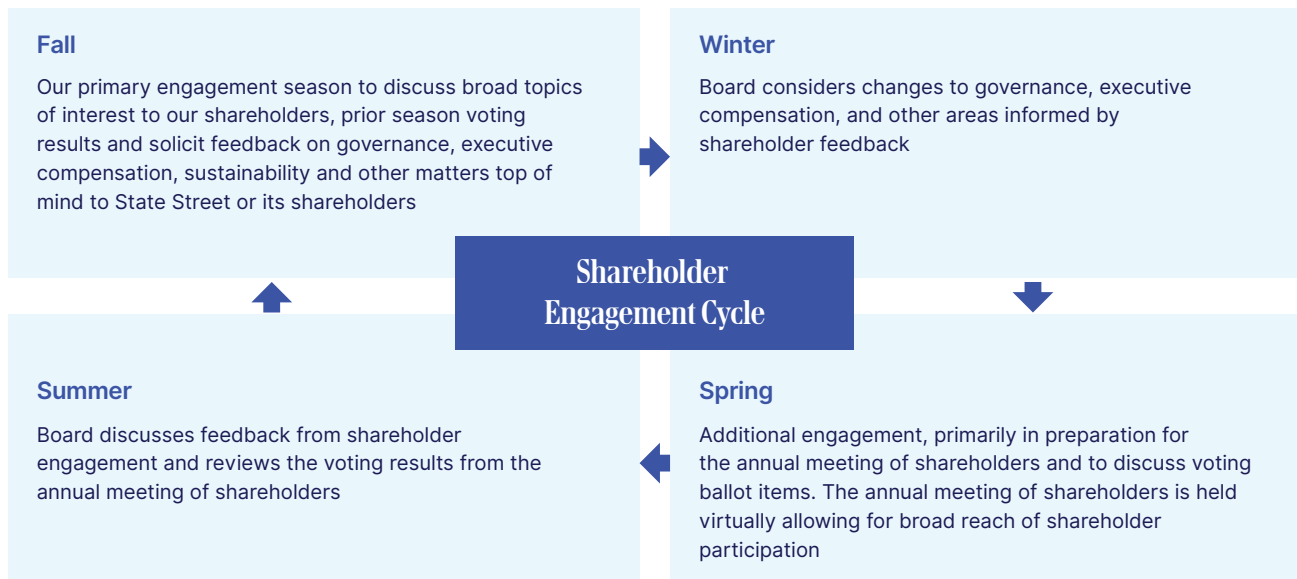 Fall
Our primary engagement season to discuss broad topics
of interest to our shareholders, prior season voting
results and solicit feedback on governance, executive
compensation, sustainability and other matters top of
mind to State Street or its shareholders
Winter
Board considers changes to governance, executive
compensation, and other areas informed by
shareholder feedback
Shareholder
Engagement Cycle
Summer
Board discusses feedback from shareholder
engagement and reviews the voting results from the
annual meeting of shareholders
Spring
Additional engagement, primarily in preparation for
the annual meeting of shareholders and to discuss voting
ballot items. The annual meeting of shareholders is held
virtually allowing for broad reach of shareholder
participation